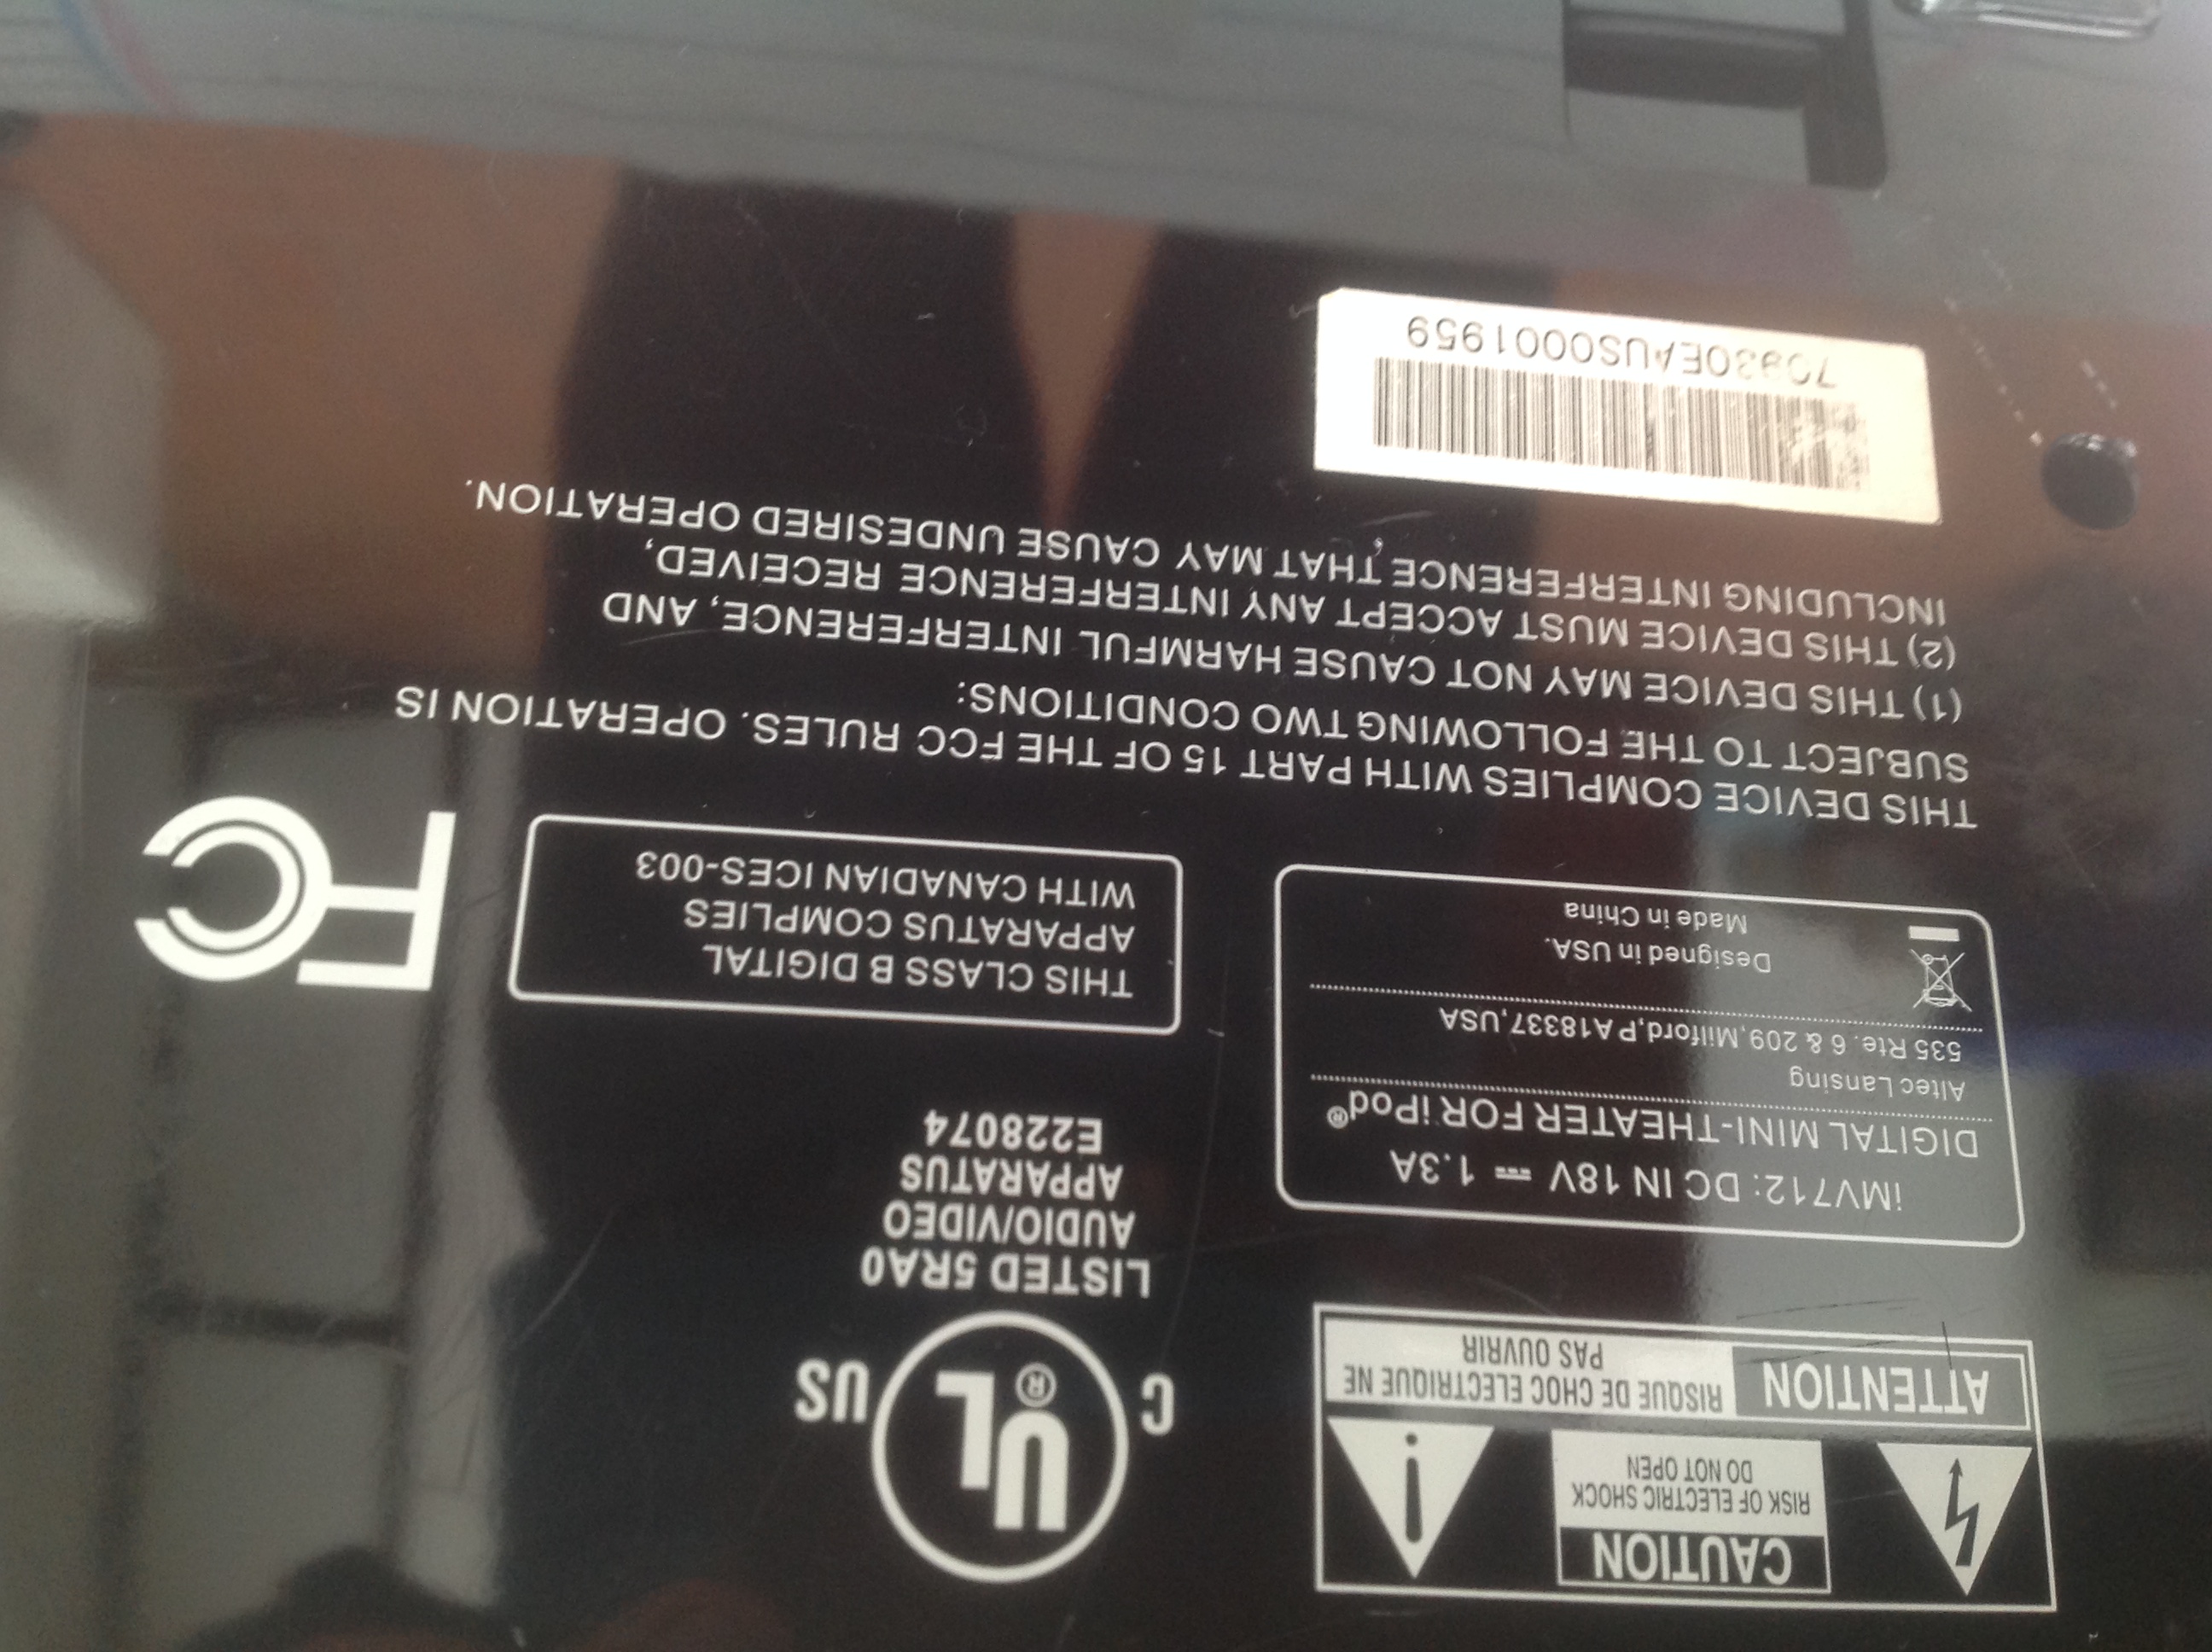 CAUTION
RISK OF ELECTRIC SHOCK
DO NOT OPEN
ATTENTION
RISQUE DE CHOC ELECTRIQUE NE
PAS OUVRIR
C UL® US
LISTED 5RA0
AUDIO/VIDEO
APPARATUS
E228074
iMV712: DC IN 18V ⎓ 1.3A
DIGITAL MINI-THEATER FOR iPod®
Altec Lansing
535 Rte. 6 & 209,Milford,PA18337,USA
Designed in USA.
Made in China
THIS CLASS B DIGITAL
APPARATUS COMPLIES
WITH CANADIAN ICES-003
FC
THIS DEVICE COMPLIES WITH PART 15 OF THE FCC RULES. OPERATION IS
SUBJECT TO THE FOLLOWING TWO CONDITIONS:
(1) THIS DEVICE MAY NOT CAUSE HARMFUL INTERFERENCE, AND
(2) THIS DEVICE MUST ACCEPT ANY INTERFERENCE RECEIVED,
INCLUDING INTERFERENCE THAT MAY CAUSE UNDESIRED OPERATION.
70930EAUS0001959